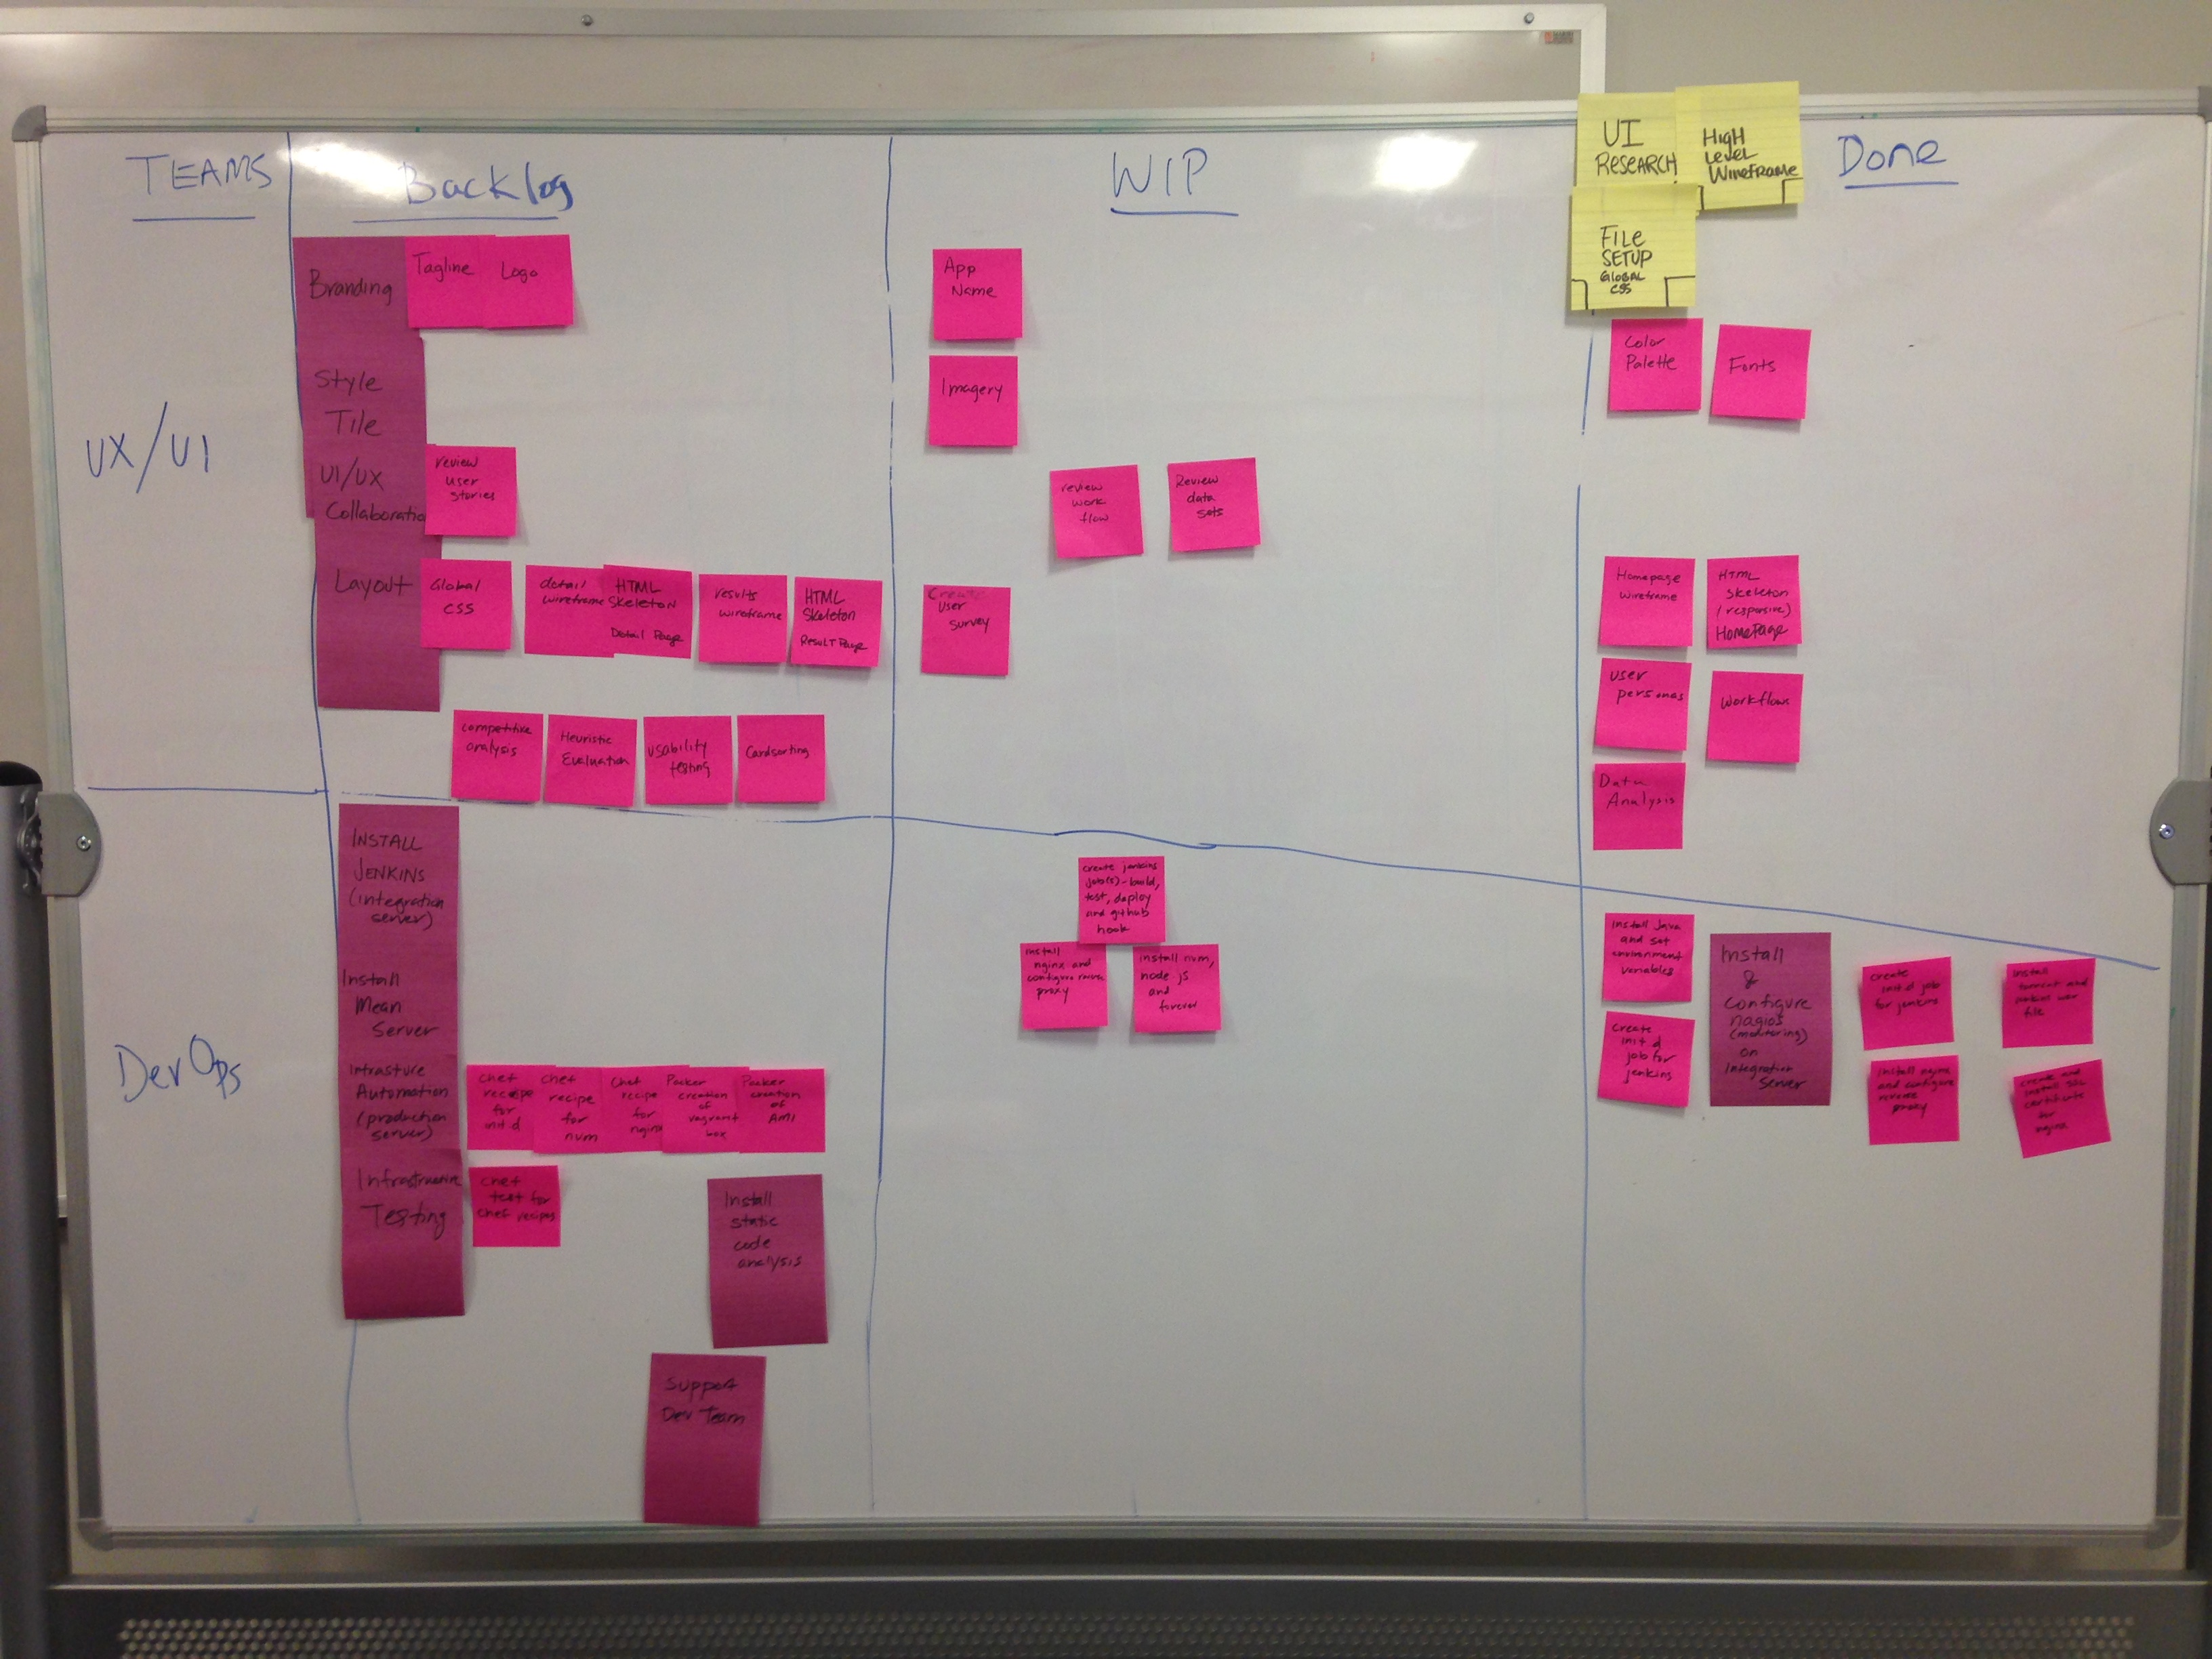 TEAMS
Backlog
WIP
UI
RESEARCH
HIGH
Level
WIREFRAME
FILE
SETUP
GLOBAL
CSS
Done
UX/UI
Branding
Tagline
Logo
Style
Tile
UI/UX
Collaboratio
review
user
stories
Layout
Global
CSS
detail
wireframe
HTML
Skeleton
Detail Page
results
wireframe
HTML
Skeleton
Result Page
competitive
analysis
Heuristic
Evaluation
usability
testing
Cardsorting
App
Name
Imagery
review
work
flow
Review
data
sets
Create
User
Survey
Color
Palette
Fonts
Homepage
wireframe
HTML
Skeleton
(responsive)
HomePage
User
personas
Workflows
Data
Analysis
DevOps
INSTALL
JENKINS
(integration
server)
Install
Mean
Server
Infrasture
Automation
(production
server)
chef
recepe
for
init d
chef
recipe
for
nvm
Chef
recipe
for
nginx
Packer
creation
of
vagrant
box
Packer
creation
of
AMI
Infrastructure
Testing
chef
test for
chef recipes
Install
static
code
analysis
Support
Dev Team
create jenkins
job(s)-build,
test, deploy
and github
hook
install
nginx and
configure
proxy
install nvm,
node js
and
forever
Install Java
and set
environment
variables
Create
init d
job for
jenkins
Install
&
Configure
nagios
(monitoring)
on
Integration
Server
create
init d job
for jenkins
Install
tomcat and
jenkins war
file
Install nginx
and configure
reverse
proxy
create and
install SSL
certificate
for
nginx